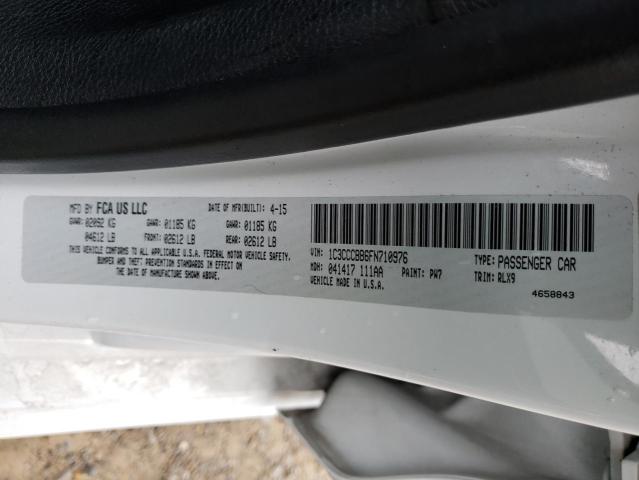 MFD BY FCA US LLC DATE OF MFR(BUILT): 4-15
GVWR: 02092 KG GAWR: 01185 KG GAWR: 01185 KG
04612 LB FRONT: 02612 LB REAR: 02612 LB
THIS VEHICLE CONFORMS TO ALL APPLICABLE U.S.A. FEDERAL MOTOR VEHICLE SAFETY,
BUMPER, AND THEFT PREVENTION STANDARDS IN EFFECT ON
THE DATE OF MANUFACTURE SHOWN ABOVE.
VIN: 1C3CCCBB6FN710976 TYPE: PASSENGER CAR
MDH: 041417 111AA PAINT: PW7 TRIM: RLX9
VEHICLE MADE IN U.S.A. 4658843